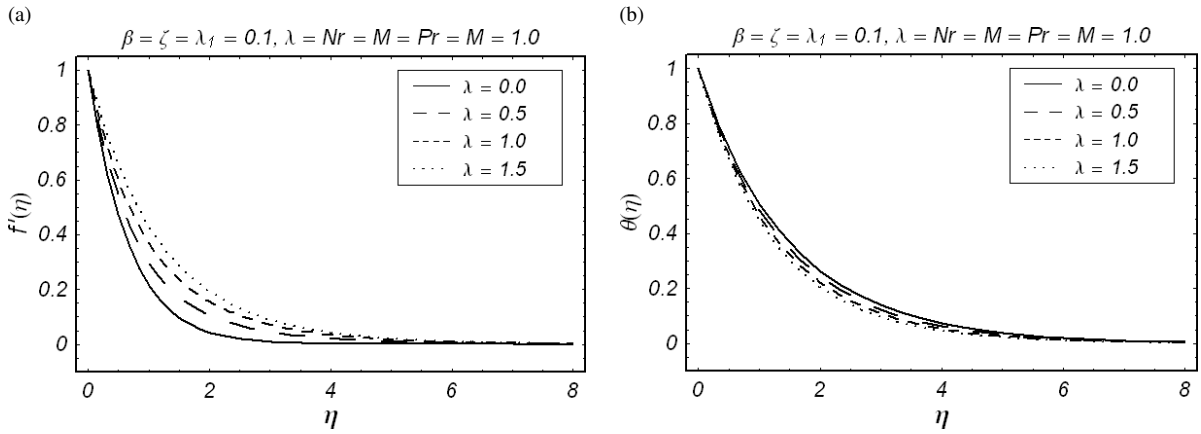 (a)
β = ζ = λ₁ = 0.1, λ = Nr = M = Pr = M = 1.0
λ = 0.0
λ = 0.5
λ = 1.0
λ = 1.5
1
0.8
0.6
0.4
0.2
0
f'(η)
0 2 4 6 8
η
(b)
β = ζ = λ₁ = 0.1, λ = Nr = M = Pr = M = 1.0
λ = 0.0
λ = 0.5
λ = 1.0
λ = 1.5
1
0.8
0.6
0.4
0.2
0
θ(η)
0 2 4 6 8
η